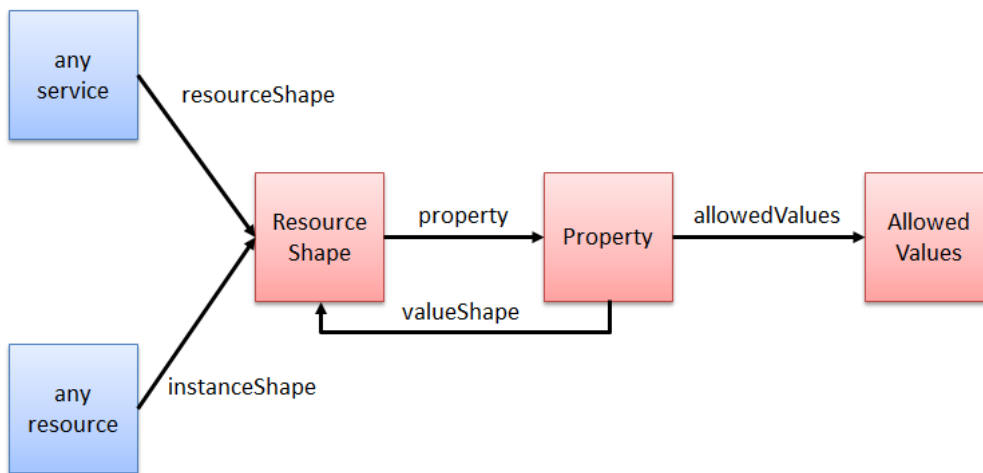 any
service
resourceShape
Resource
Shape
property
Property
allowedValues
Allowed
Values
valueShape
any
resource
instanceShape